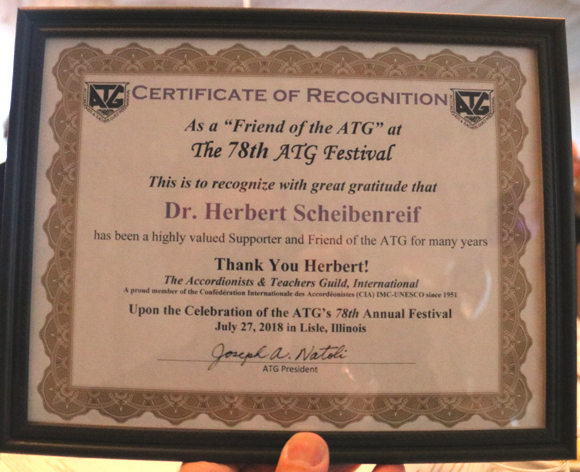 ATG CERTIFICATE OF RECOGNITION ATG
As a “Friend of the ATG” at
The 78th ATG Festival
This is to recognize with great gratitude that
Dr. Herbert Scheibenreif
has been a highly valued Supporter and Friend of the ATG for many years
Thank You Herbert!
The Accordionists & Teachers Guild, International
A proud member of the Confédération Internationale des Accordéonistes (CIA) IMC-UNESCO since 1951
Upon the Celebration of the ATG's 78th Annual Festival
July 27, 2018 in Lisle, Illinois
Joseph A. Natoli
ATG President